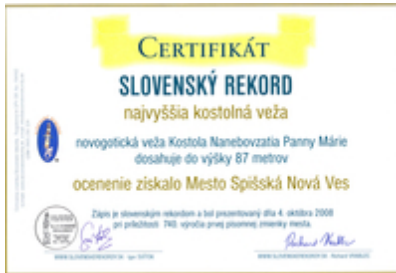 CERTIFIKÁT
SLOVENSKÝ REKORD
najvyššia kostolná veža
novogotická veža Kostola Nanebovzatia Panny Márie
dosahuje do výšky 87 metrov
ocenenie získalo Mesto Spišská Nová Ves
Zápis je slovenským rekordom a bol prezentovaný dňa 4. októbra 2008
pri príležitosti 740. výročia prvej písomnej zmienky mesta.